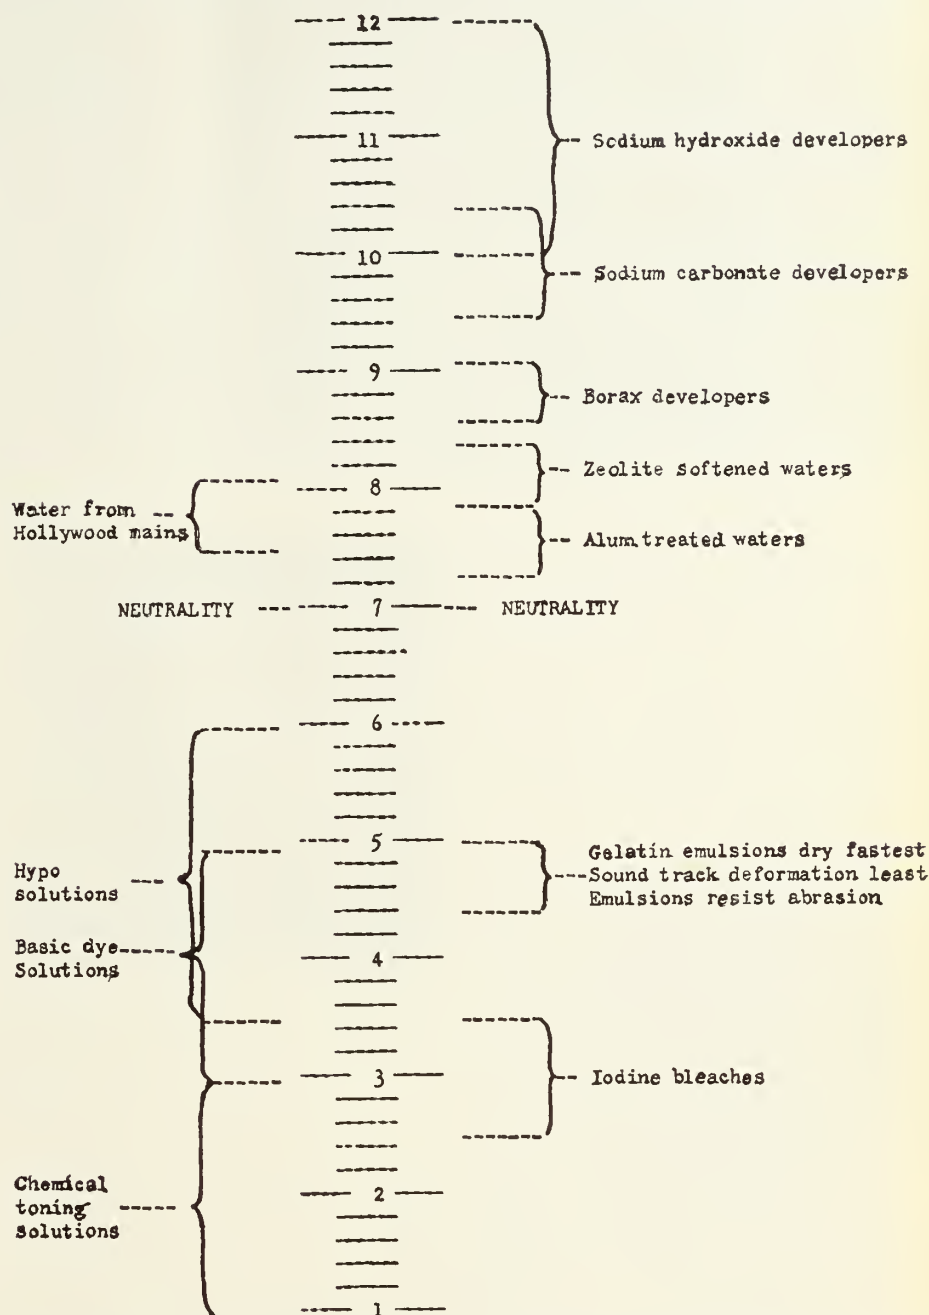 12
11
Sodium hydroxide developers
10
Sodium carbonate developers
9
Borax developers
Zeolite softened waters
8
Water from
Hollywood mains
Alum treated waters
NEUTRALITY 7 NEUTRALITY
6
5
Gelatin emulsions dry fastest
Sound track deformation least
Emulsions resist abrasion
Hypo
solutions
Basic dye
Solutions
4
3
Iodine bleaches
2
Chemical
toning
solutions
1